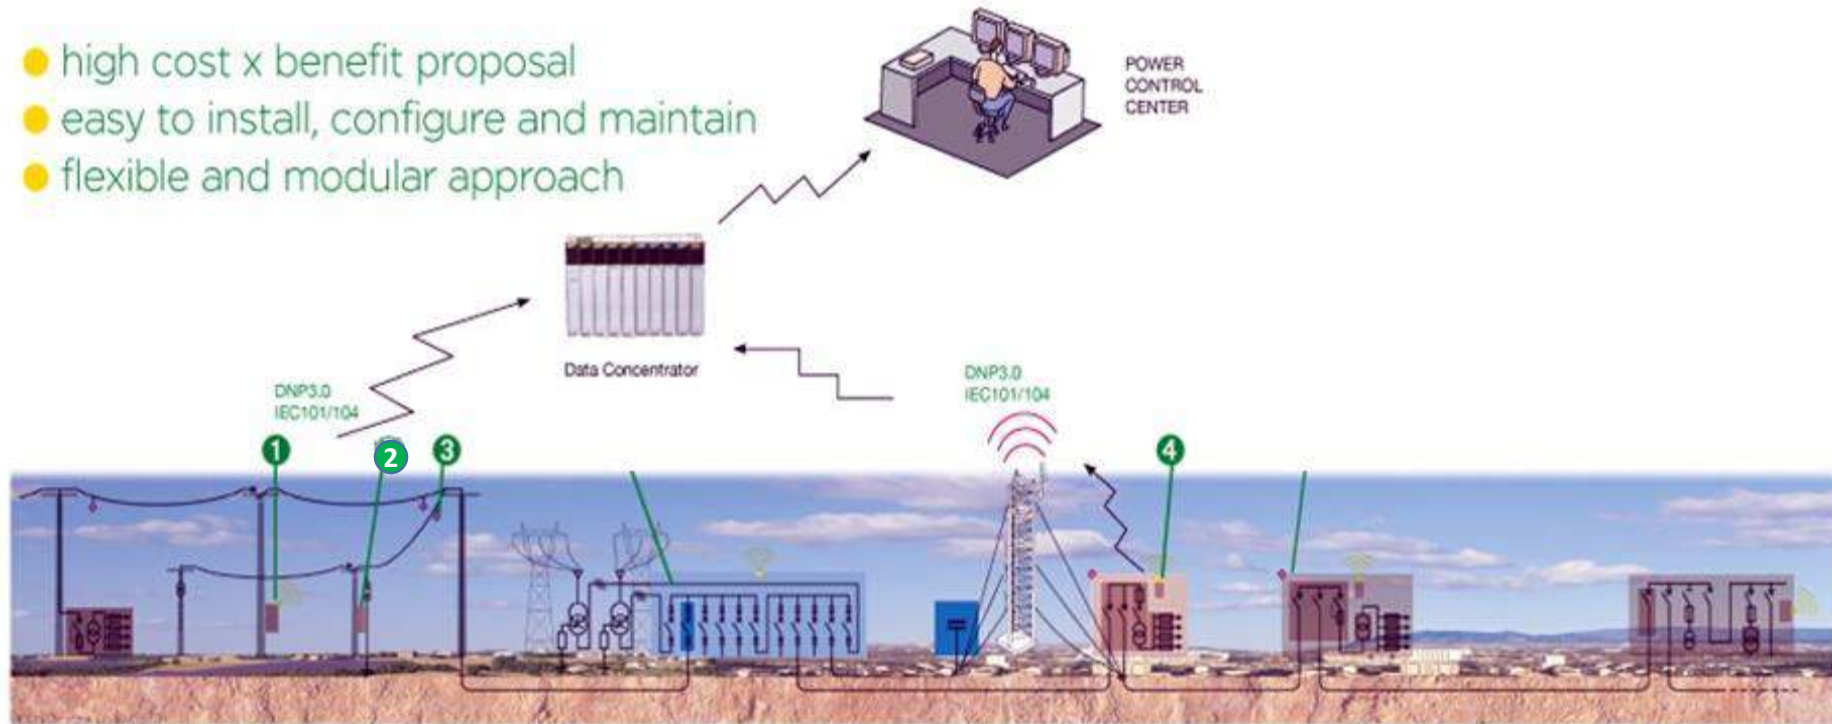 high cost x benefit proposal
easy to install, configure and maintain
flexible and modular approach
POWER
CONTROL
CENTER
Data Concentrator
DNP3.0
IEC101/104
DNP3.0
IEC101/104
1
2
3
4